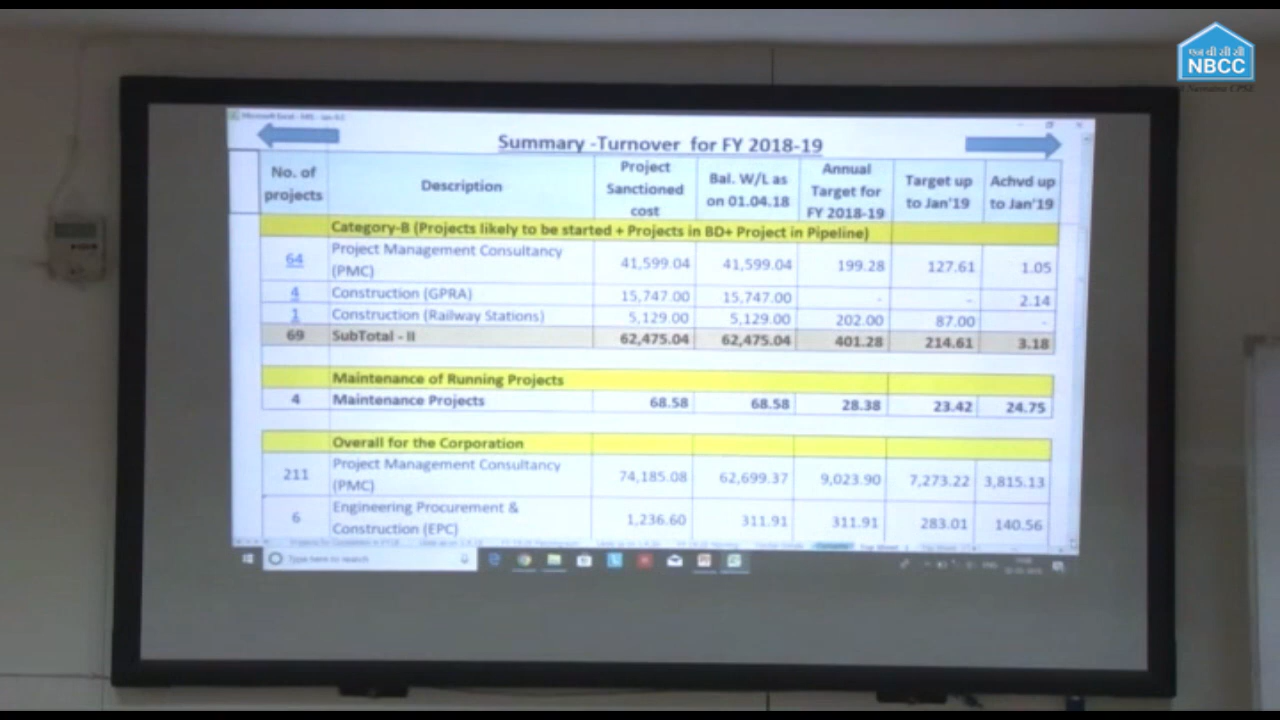 एन बी सी सी
NBCC
Microsoft Excel
Summary -Turnover for FY 2018-19
No. of projects Description Project Sanctioned cost Bal. W/L as on 01.04.18 Annual Target for FY 2018-19 Target up to Jan'19 Achvd up to Jan'19
Category-B (Projects likely to be started + Projects in BD+ Project in Pipeline)
64 Project Management Consultancy (PMC) 41,599.04 41,599.04 199.28 127.61 1.05
4 Construction (GPRA) 15,747.00 15,747.00 - - 2.14
1 Construction (Railway Stations) 5,129.00 5,129.00 202.00 87.00 -
69 SubTotal - II 62,475.04 62,475.04 401.28 214.61 3.18
Maintenance of Running Projects
4 Maintenance Projects 68.58 68.58 28.38 23.42 24.75
Overall for the Corporation
211 Project Management Consultancy (PMC) 74,185.08 62,699.37 9,023.90 7,273.22 3,815.13
6 Engineering Procurement & Construction (EPC) 1,236.60 311.91 311.91 283.01 140.56
Type here to search